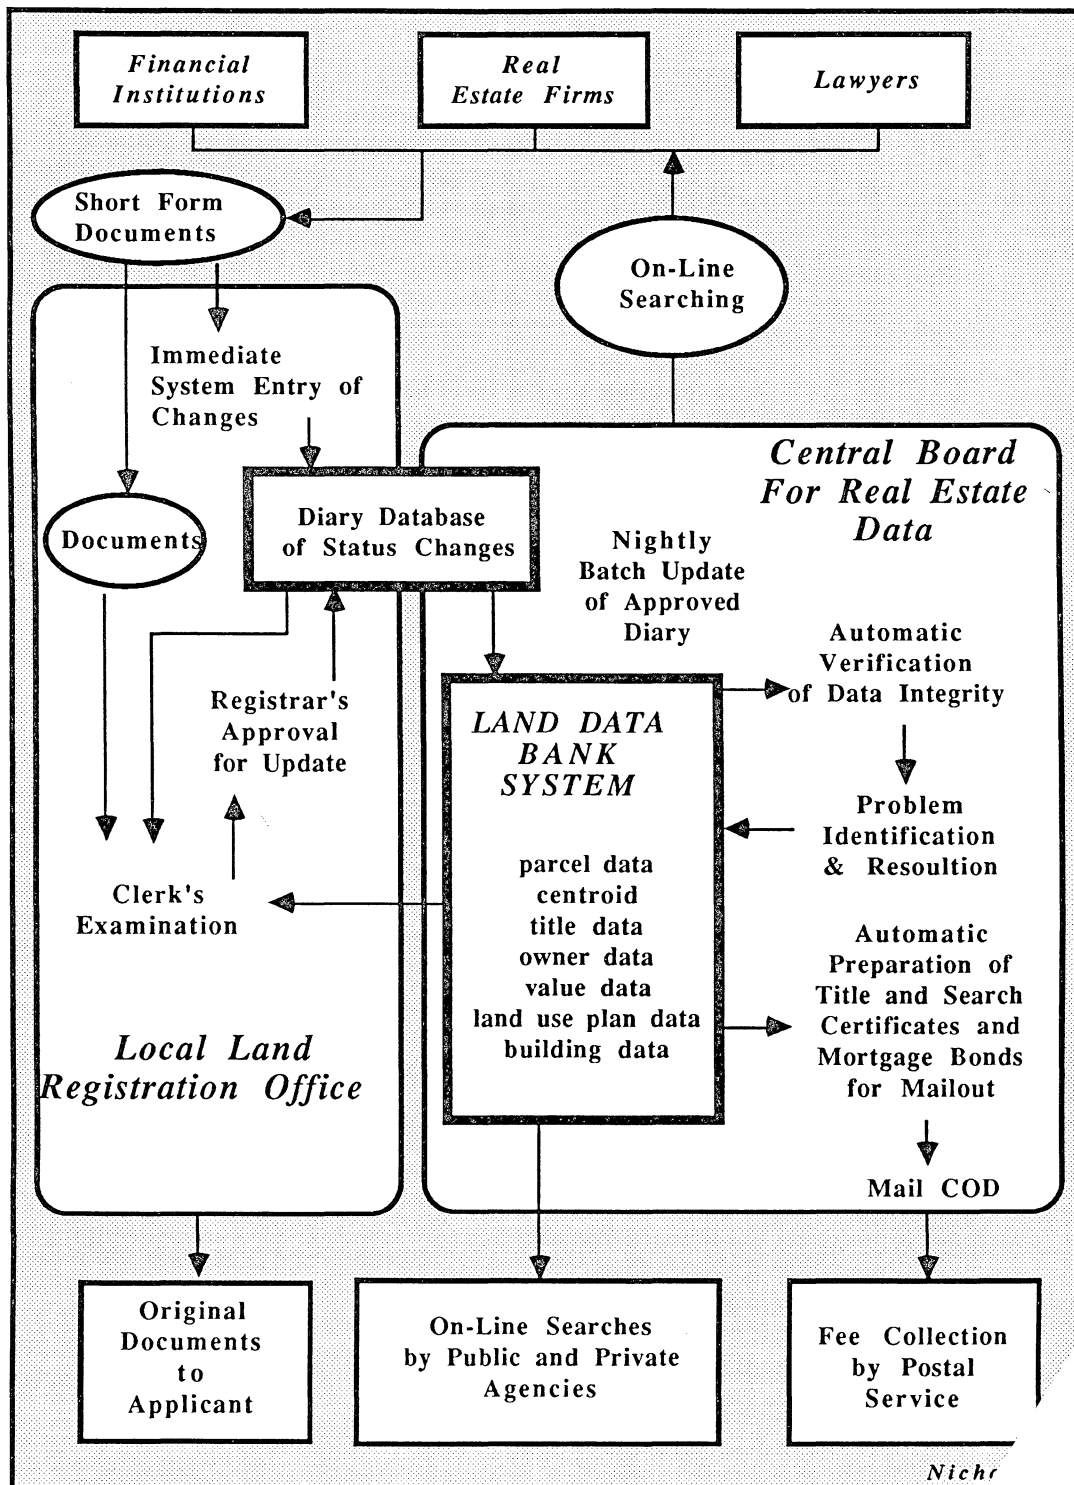 Financial
Institutions
Real
Estate Firms
Lawyers
Short Form
Documents
On-Line
Searching
Immediate
System Entry of
Changes
Central Board
For Real Estate
Data
Documents
Diary Database
of Status Changes
Nightly
Batch Update
of Approved
Diary
Automatic
Verification
of Data Integrity
Registrar's
Approval
for Update
LAND DATA
BANK
SYSTEM
Problem
Identification
& Resoultion
parcel data
centroid
title data
owner data
value data
land use plan data
building data
Clerk's
Examination
Automatic
Preparation of
Title and Search
Certificates and
Mortgage Bonds
for Mailout
Local Land
Registration Office
Mail COD
Original
Documents
to
Applicant
On-Line Searches
by Public and Private
Agencies
Fee Collection
by Postal
Service